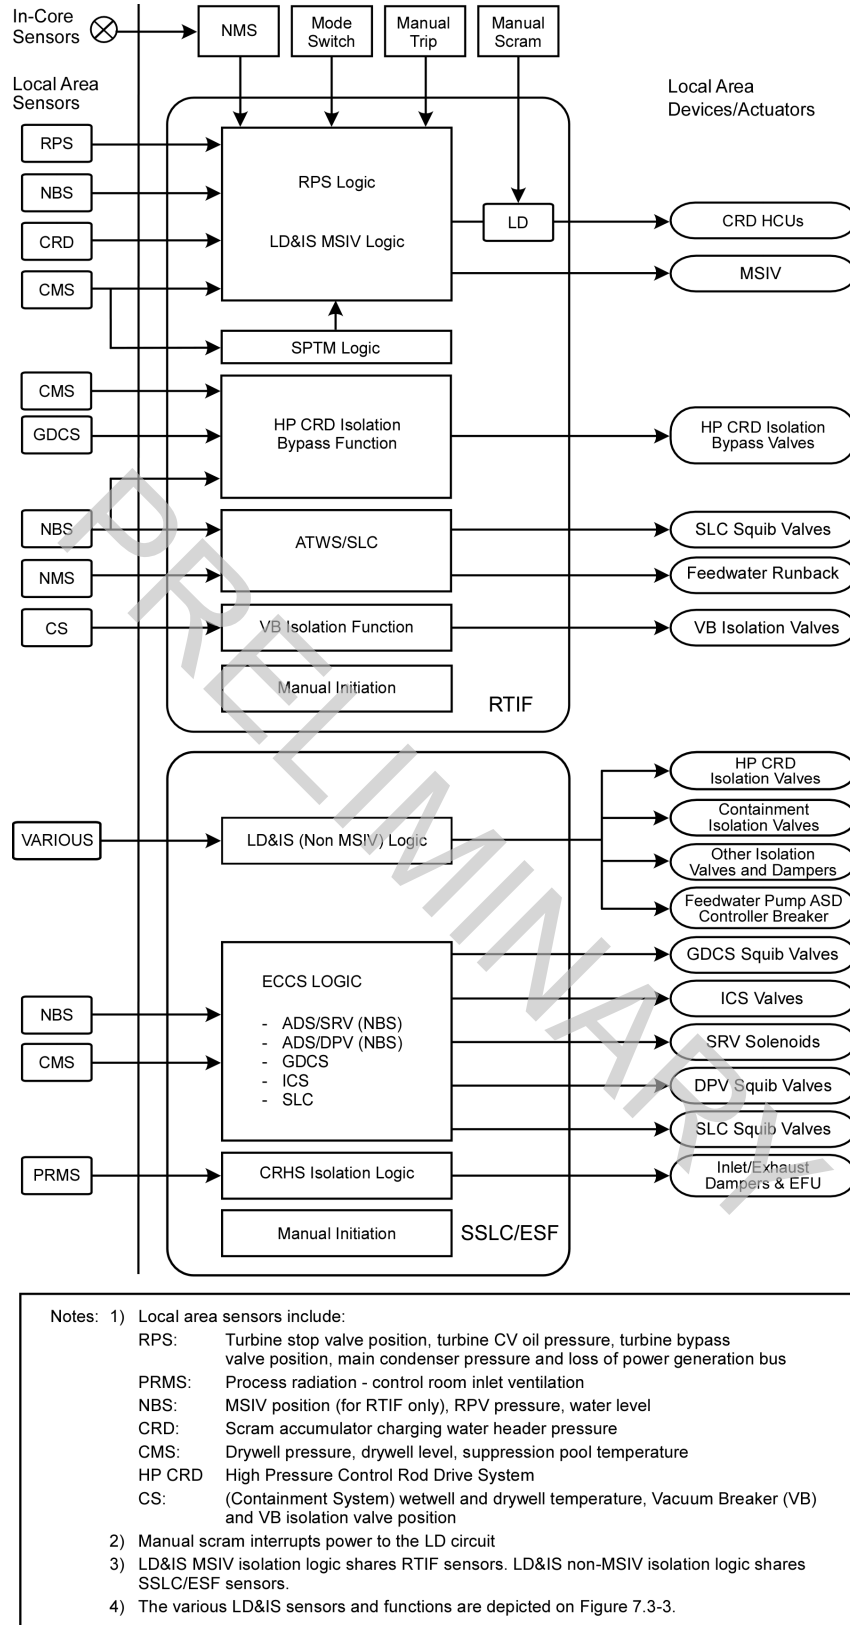 In-Core
Sensors
NMS
Mode
Switch
Manual
Trip
Manual
Scram
Local Area
Sensors
Local Area
Devices/Actuators
RPS
NBS
CRD
CMS
RPS Logic
LD&IS MSIV Logic
LD
CRD HCUs
MSIV
SPTM Logic
CMS
GDCS
HP CRD Isolation
Bypass Function
HP CRD Isolation
Bypass Valves
NBS
NMS
ATWS/SLC
SLC Squib Valves
Feedwater Runback
CS
VB Isolation Function
VB Isolation Valves
Manual Initiation
RTIF
VARIOUS
LD&IS (Non MSIV) Logic
HP CRD
Isolation Valves
Containment
Isolation Valves
Other Isolation
Valves and Dampers
Feedwater Pump ASD
Controller Breaker
NBS
CMS
ECCS LOGIC
- ADS/SRV (NBS)
- ADS/DPV (NBS)
- GDCS
- ICS
- SLC
GDCS Squib Valves
ICS Valves
SRV Solenoids
DPV Squib Valves
SLC Squib Valves
PRMS
CRHS Isolation Logic
Inlet/Exhaust
Dampers & EFU
Manual Initiation
SSLC/ESF
PRELIMINARY
Notes: 1) Local area sensors include:
RPS: Turbine stop valve position, turbine CV oil pressure, turbine bypass
valve position, main condenser pressure and loss of power generation bus
PRMS: Process radiation - control room inlet ventilation
NBS: MSIV position (for RTIF only), RPV pressure, water level
CRD: Scram accumulator charging water header pressure
CMS: Drywell pressure, drywell level, suppression pool temperature
HP CRD High Pressure Control Rod Drive System
CS: (Containment System) wetwell and drywell temperature, Vacuum Breaker (VB)
and VB isolation valve position
2) Manual scram interrupts power to the LD circuit
3) LD&IS MSIV isolation logic shares RTIF sensors. LD&IS non-MSIV isolation logic shares
SSLC/ESF sensors.
4) The various LD&IS sensors and functions are depicted on Figure 7.3-3.